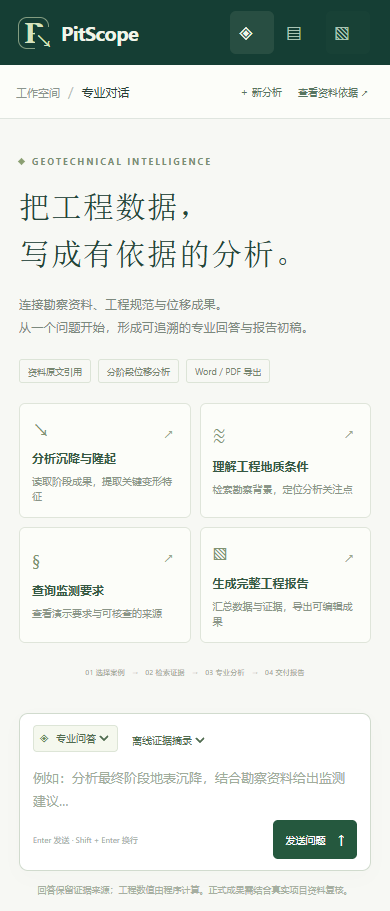 PitScope
工作空间 / 专业对话
+ 新分析 查看资料依据 ↗
GEOTECHNICAL INTELLIGENCE
把工程数据，
写成有依据的分析。
连接勘察资料、工程规范与位移成果。
从一个问题开始，形成可追溯的专业回答与报告初稿。
资料原文引用 分阶段位移分析 Word / PDF 导出
分析沉降与隆起
读取阶段成果，提取关键变形特
征
理解工程地质条件
检索勘察背景，定位分析关注点
§
查询监测要求
查看演示要求与可核查的来源
生成完整工程报告
汇总数据与证据，导出可编辑成
果
01 选择案例 → 02 检索证据 → 03 专业分析 → 04 交付报告
专业问答 离线证据摘录
例如：分析最终阶段地表沉降，结合勘察资料给出监测
建议...
Enter 发送 · Shift + Enter 换行
发送问题 ↑
回答保留证据来源；工程数值由程序计算。正式成果需结合真实项目资料复核。